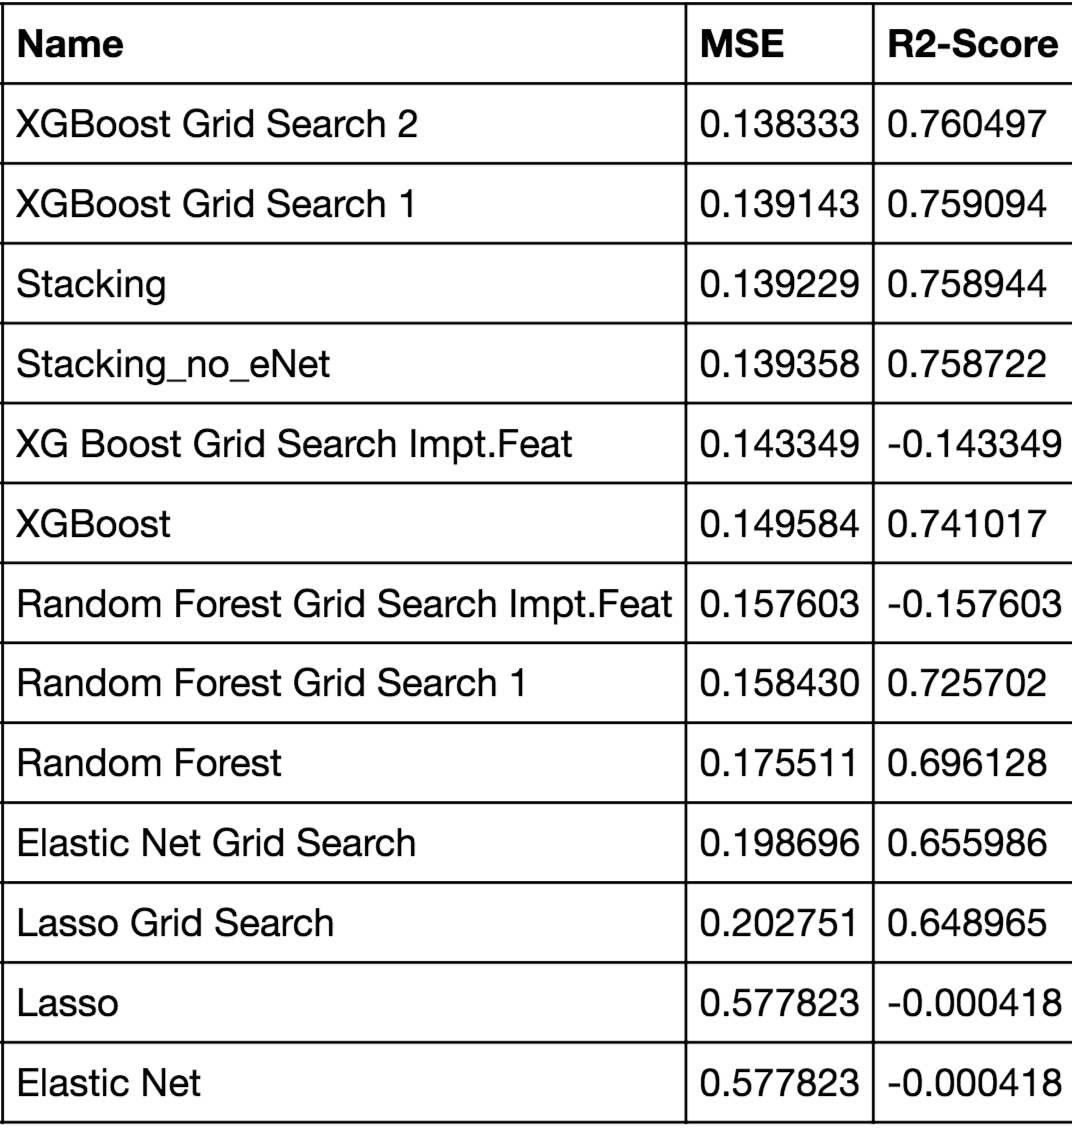 Name MSE R2-Score
XGBoost Grid Search 2 0.138333 0.760497
XGBoost Grid Search 1 0.139143 0.759094
Stacking 0.139229 0.758944
Stacking_no_eNet 0.139358 0.758722
XG Boost Grid Search Impt.Feat 0.143349 -0.143349
XGBoost 0.149584 0.741017
Random Forest Grid Search Impt.Feat 0.157603 -0.157603
Random Forest Grid Search 1 0.158430 0.725702
Random Forest 0.175511 0.696128
Elastic Net Grid Search 0.198696 0.655986
Lasso Grid Search 0.202751 0.648965
Lasso 0.577823 -0.000418
Elastic Net 0.577823 -0.000418